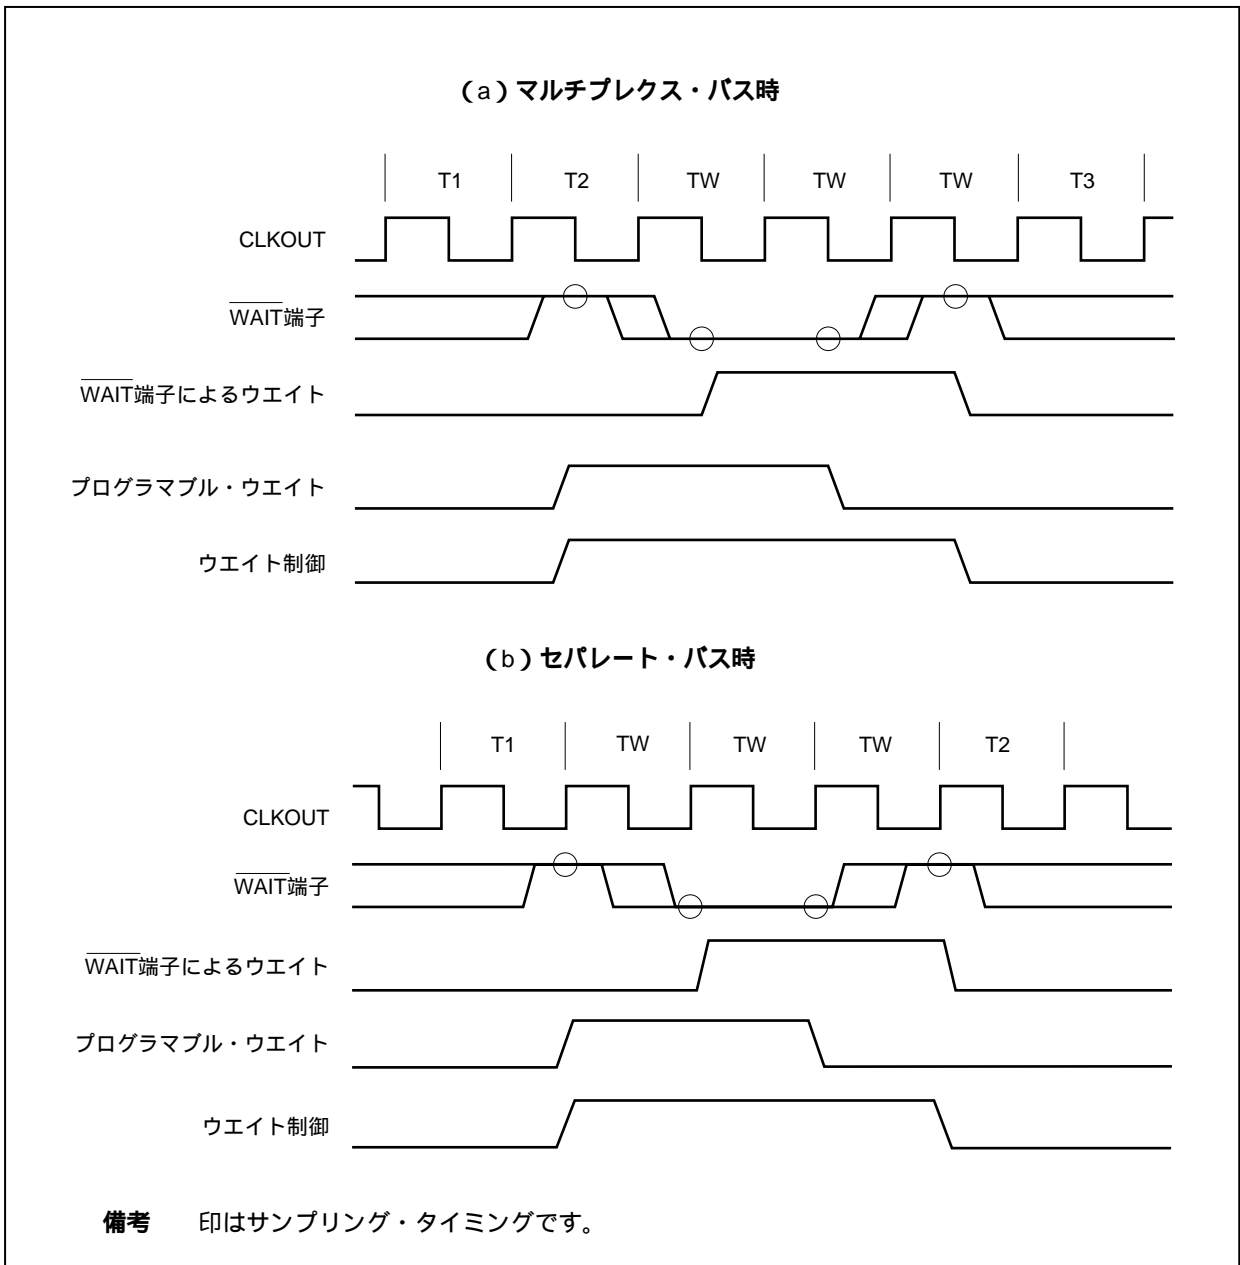 (a)マルチプレクス・バス時
T1 T2 TW TW TW T3
CLKOUT
WAIT端子
WAIT端子によるウエイト
プログラマブル・ウエイト
ウエイト制御
(b)セパレート・バス時
T1 TW TW TW T2
CLKOUT
WAIT端子
WAIT端子によるウエイト
プログラマブル・ウエイト
ウエイト制御
備考 印はサンプリング・タイミングです。